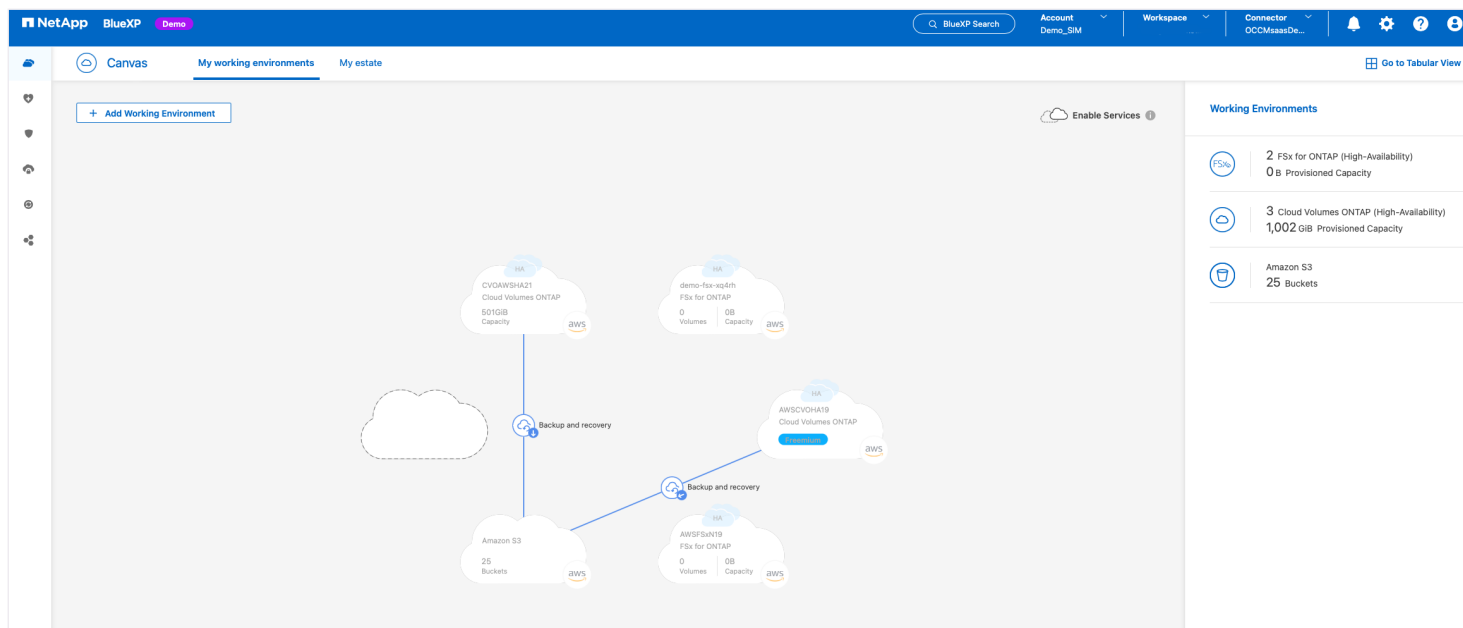 NetApp BlueXP Demo
BlueXP Search
Account
Demo_SIM
Workspace
Connector
OCCMsaasDe...
Canvas
My working environments
My estate
Go to Tabular View
+ Add Working Environment
Enable Services
Working Environments
FSx
2 FSx for ONTAP (High-Availability)
0 B Provisioned Capacity
3 Cloud Volumes ONTAP (High-Availability)
1,002 GiB Provisioned Capacity
Amazon S3
25 Buckets
HA
CVOAWSHA21
Cloud Volumes ONTAP
501GiB
Capacity
aws
HA
demo-fsx-xq4rh
FSx for ONTAP
0 0B
Volumes Capacity
aws
Backup and recovery
HA
AWSCVOHA19
Cloud Volumes ONTAP
Freemium
aws
Backup and recovery
Amazon S3
25
Buckets
aws
HA
AWSFSxN19
FSx for ONTAP
0 0B
Volumes Capacity
aws